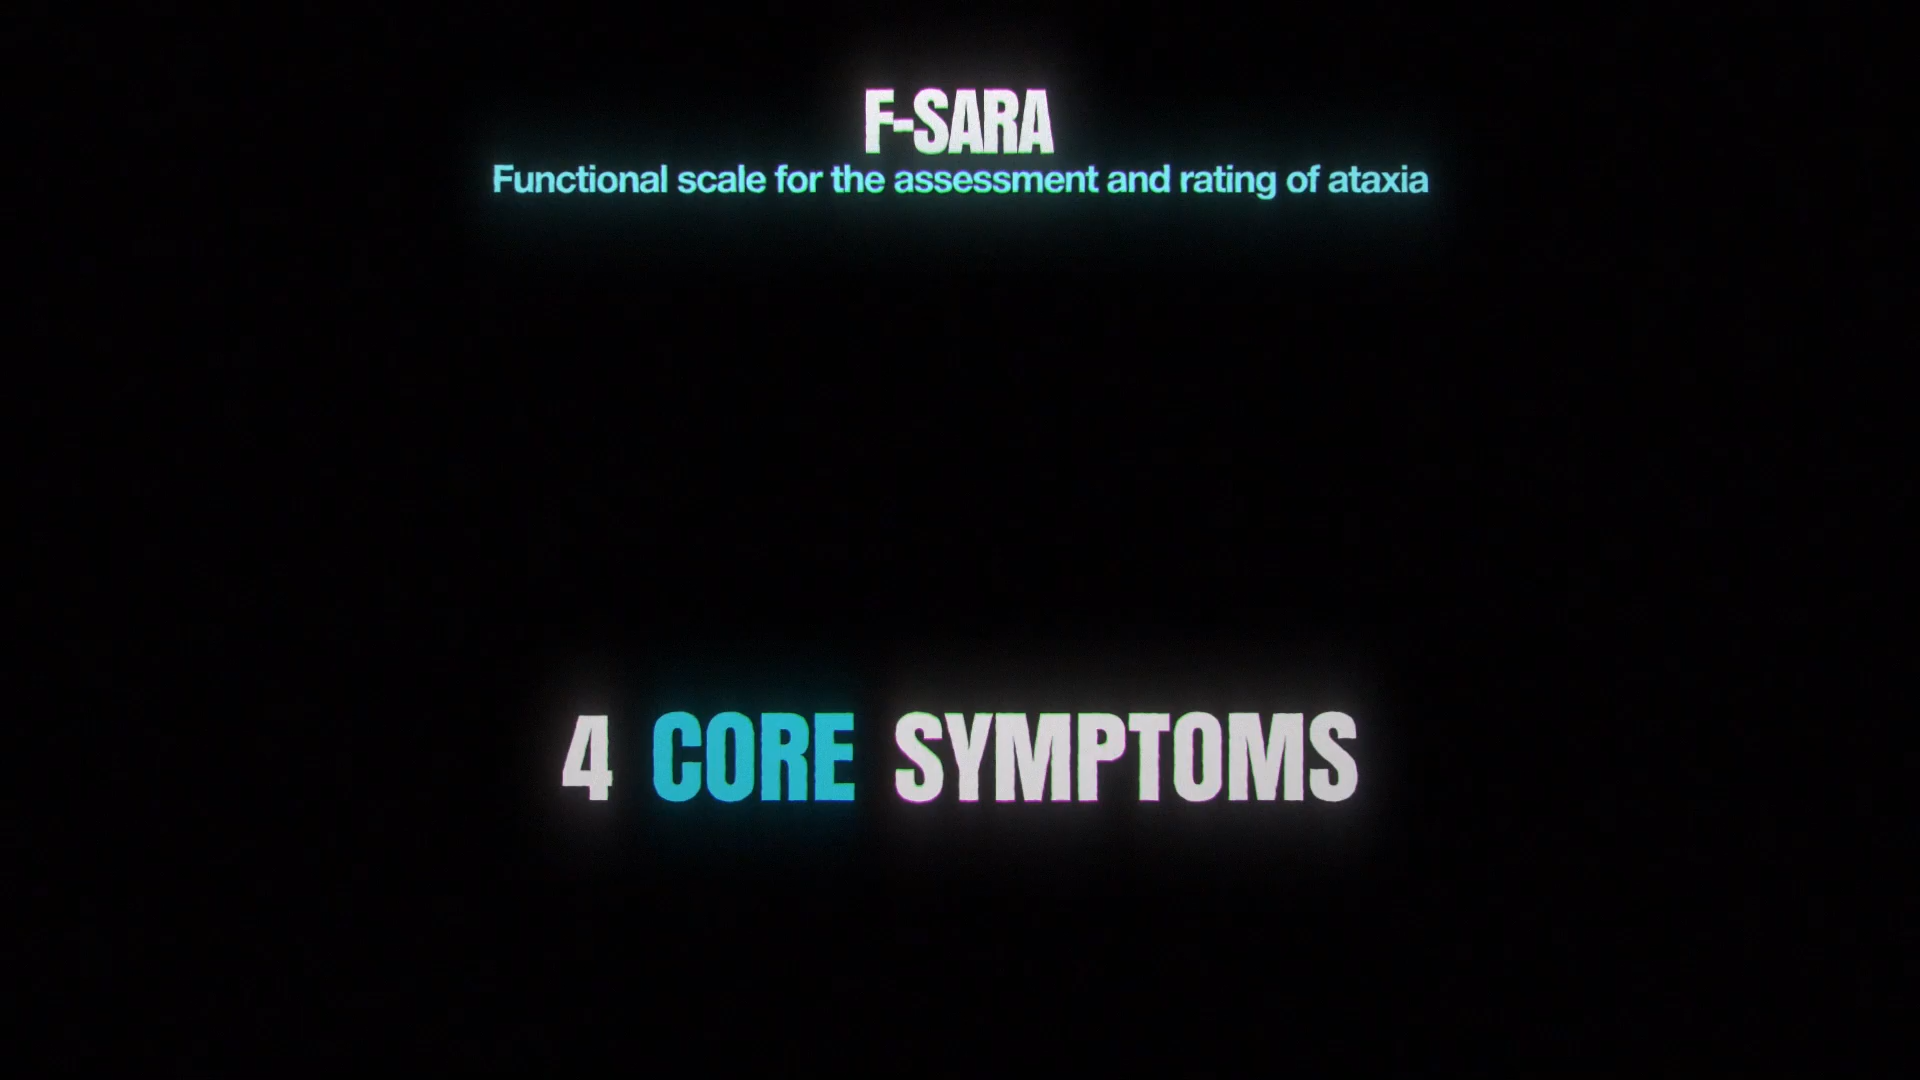 F-SARA
Functional scale for the assessment and rating of ataxia
4 CORE SYMPTOMS